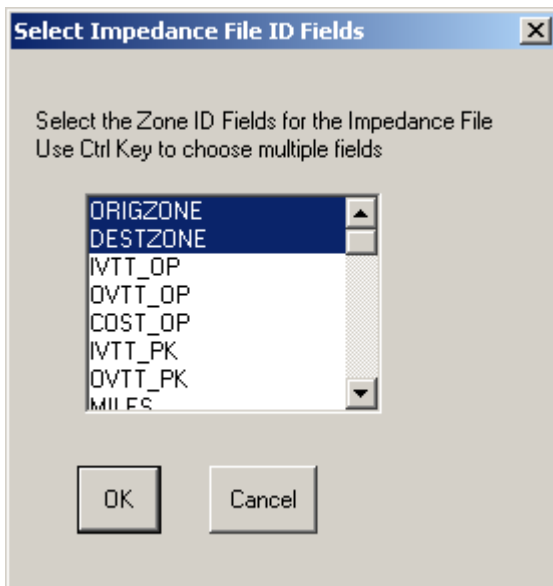 Select Impedance File ID Fields
Select the Zone ID Fields for the Impedance File
Use Ctrl Key to choose multiple fields
ORIGZONE
DESTZONE
IVTT_OP
OVTT_OP
COST_OP
IVTT_PK
OVTT_PK
MILES
OK
Cancel